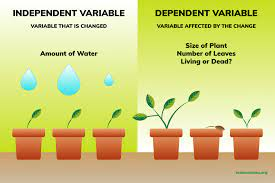 INDEPENDENT VARIABLE
VARIABLE THAT IS CHANGED
Amount of Water
DEPENDENT VARIABLE
VARIABLE AFFECTED BY THE CHANGE
Size of Plant
Number of Leaves
Living or Dead?